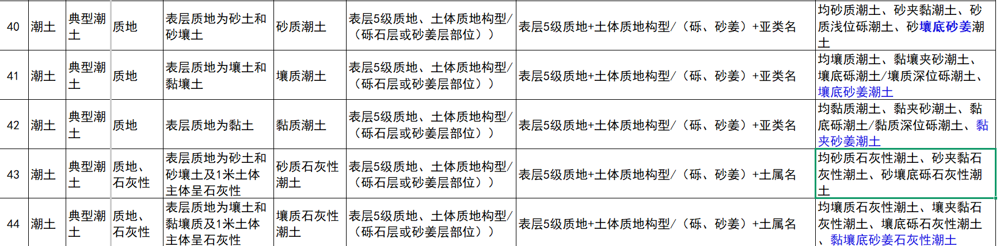 40 潮土 典型潮土 质地 表层质地为砂土和砂壤土 砂质潮土 表层5级质地、土体质地构型/（砾石层或砂姜层部位）） 表层5级质地+土体质地构型/（砾、砂姜）+亚类名 均砂质潮土、砂夹黏潮土、砂质浅位砾潮土、砂壤底砂姜潮土
41 潮土 典型潮土 质地 表层质地为壤土和黏壤土 壤质潮土 表层5级质地、土体质地构型/（砾石层或砂姜层部位）） 表层5级质地+土体质地构型/（砾、砂姜）+亚类名 均壤质潮土、黏壤夹砂潮土、壤底砾潮土/壤质深位砾潮土、壤底砂姜潮土
42 潮土 典型潮土 质地 表层质地为黏土 黏质潮土 表层5级质地、土体质地构型/（砾石层或砂姜层部位）） 表层5级质地+土体质地构型/（砾、砂姜）+亚类名 均黏质潮土、黏夹砂潮土、黏底砾潮土/黏质深位砾潮土、黏夹砂姜潮土
43 潮土 典型潮土 质地、石灰性 表层质地为砂土和砂壤土及1米土体主体呈石灰性 砂质石灰性潮土 表层5级质地、土体质地构型/（砾石层或砂姜层部位）） 表层5级质地+土体质地构型/（砾、砂姜）+土属名 均砂质石灰性潮土、砂夹黏石灰性潮土、砂壤底砾石灰性潮土
44 潮土 典型潮土 质地、石灰性 表层质地为壤土和黏壤质及1米土体主体呈石灰性 壤质石灰性潮土 表层5级质地、土体质地构型/（砾石层或砂姜层部位）） 表层5级质地+土体质地构型/（砾、砂姜）+土属名 均壤质石灰性潮土、壤夹黏石灰性潮土、壤底砾石灰性潮土、黏壤底砂姜石灰性潮土